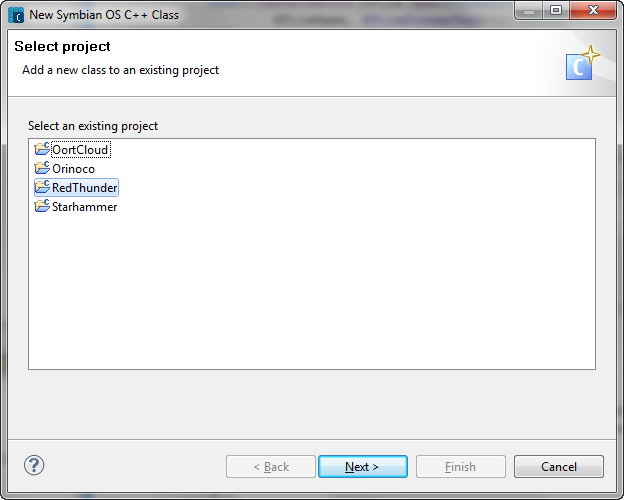 New Symbian OS C++ Class
Select project
Add a new class to an existing project
Select an existing project
OortCloud
Orinoco
RedThunder
Starhammer
< Back
Next >
Finish
Cancel